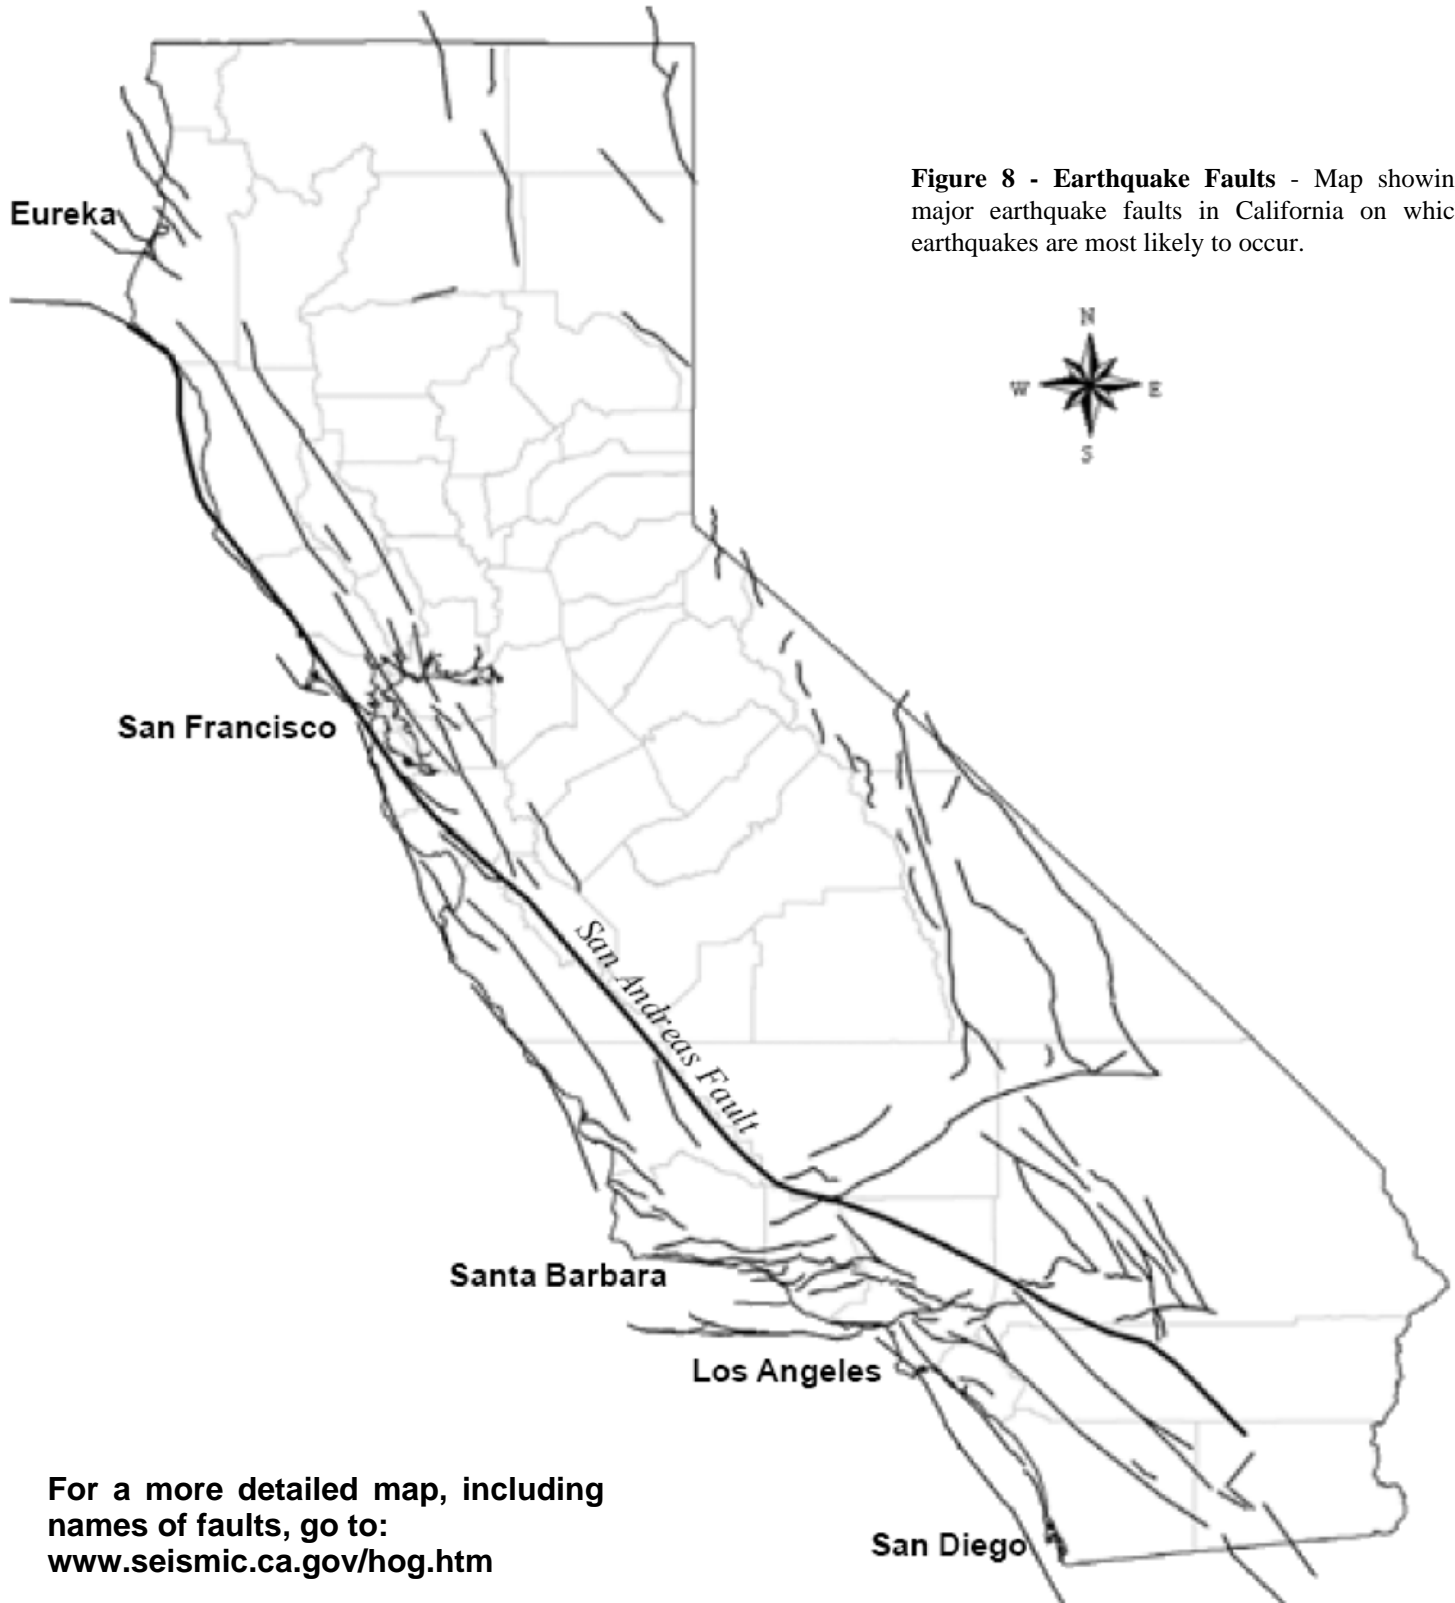 Figure 8 - Earthquake Faults - Map showin
major earthquake faults in California on whic
earthquakes are most likely to occur.
Eureka
N
W E
S
San Francisco
San Andreas Fault
Santa Barbara
Los Angeles
San Diego
For a more detailed map, including
names of faults, go to:
www.seismic.ca.gov/hog.htm